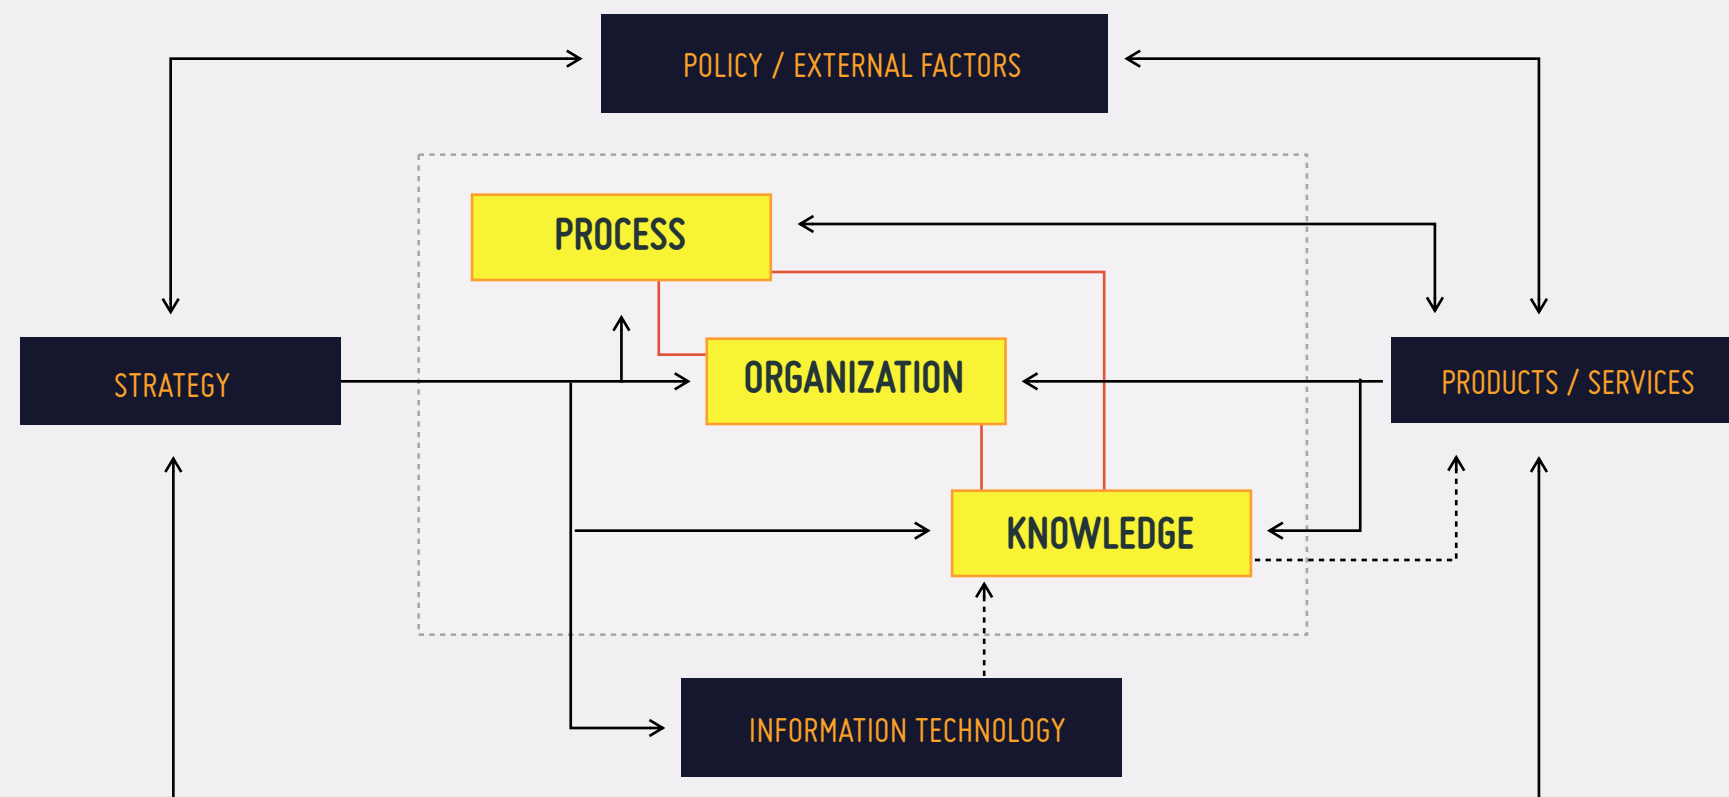 POLICY / EXTERNAL FACTORS
PROCESS
ORGANIZATION
STRATEGY
PRODUCTS / SERVICES
KNOWLEDGE
INFORMATION TECHNOLOGY